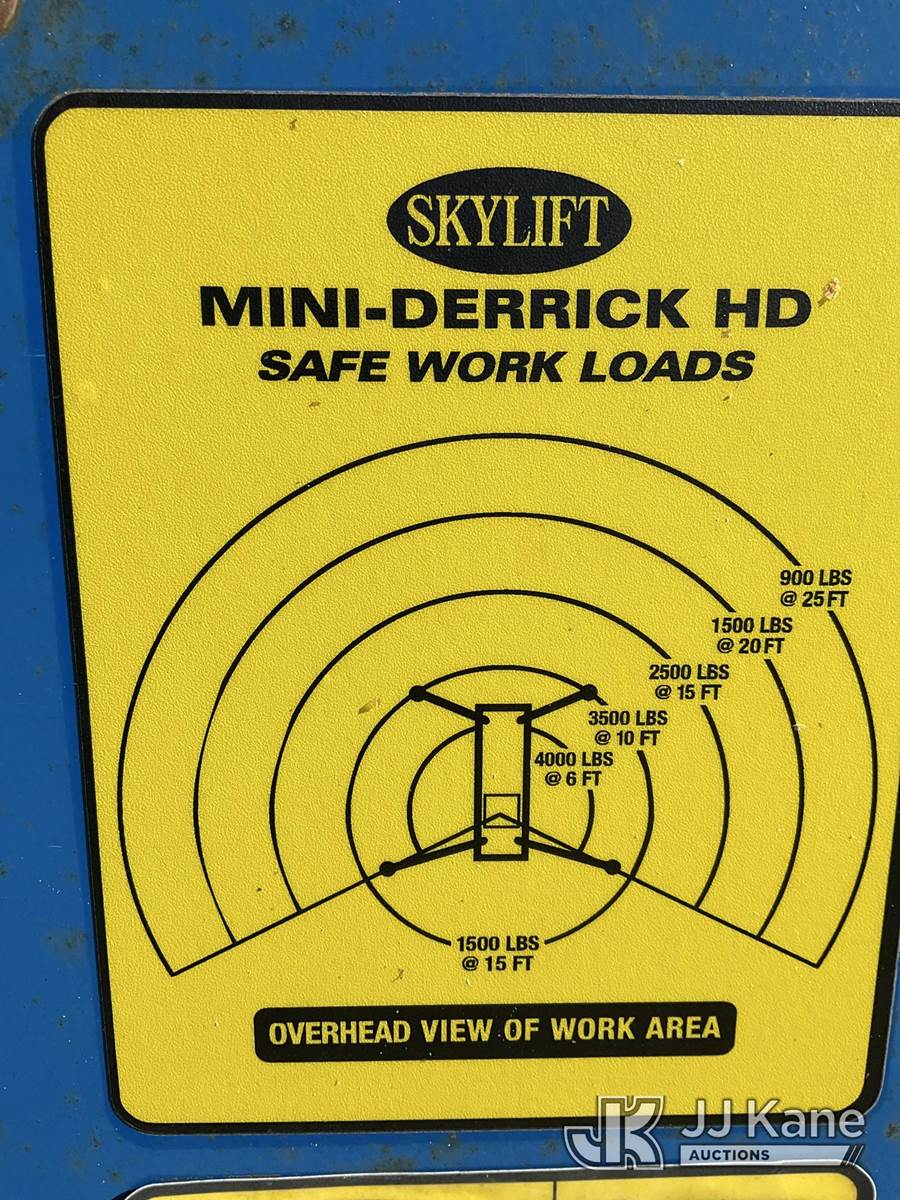 SKYLIFT
MINI-DERRICK HD
SAFE WORK LOADS
900 LBS
@ 25 FT
1500 LBS
@ 20 FT
2500 LBS
@ 15 FT
3500 LBS
@ 10 FT
4000 LBS
@ 6 FT
1500 LBS
@ 15 FT
OVERHEAD VIEW OF WORK AREA
JK JJ Kane
AUCTIONS